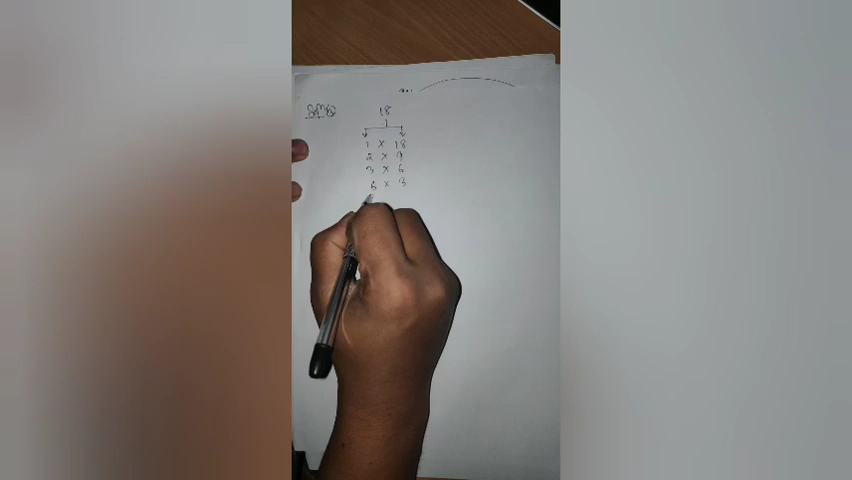 18
1 × 18
2 × 9
3 × 6
6 × 3